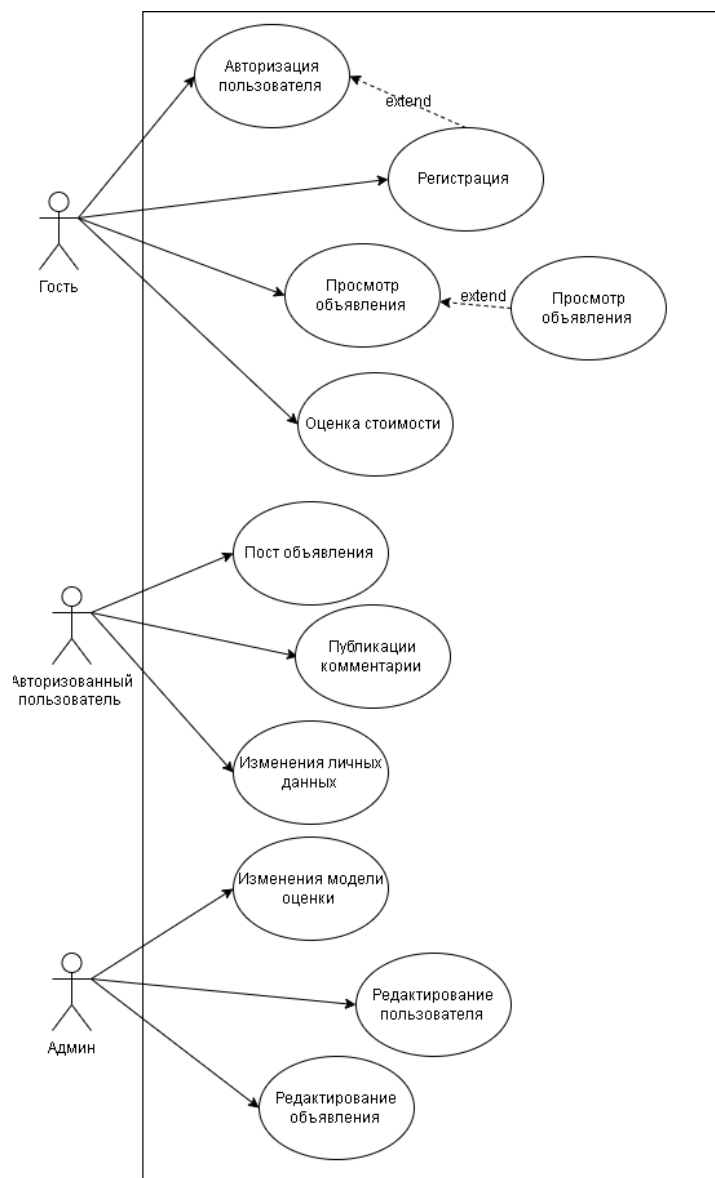 Авторизация
пользователя
extend
Регистрация
Гость
Просмотр
объявления
extend
Просмотр
объявления
Оценка стоимости
Пост объявления
Публикации
комментарии
Авторизованный
пользователь
Изменения личных
данных
Изменения модели
оценки
Редактирование
пользователя
Админ
Редактирование
объявления